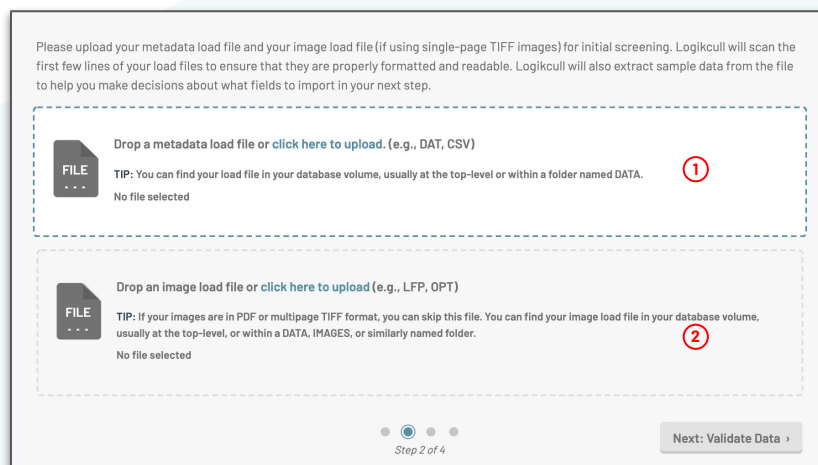 Please upload your metadata load file and your image load file (if using single-page TIFF images) for initial screening. Logikcull will scan the
first few lines of your load files to ensure that they are properly formatted and readable. Logikcull will also extract sample data from the file
to help you make decisions about what fields to import in your next step.
Drop a metadata load file or click here to upload. (e.g., DAT, CSV)
FILE
...
TIP: You can find your load file in your database volume, usually at the top-level or within a folder named DATA.
1
No file selected
Drop an image load file or click here to upload (e.g., LFP, OPT)
FILE
...
TIP: If your images are in PDF or multipage TIFF format, you can skip this file. You can find your image load file in your database volume,
usually at the top-level, or within a DATA, IMAGES, or similarly named folder.
2
No file selected
Step 2 of 4
Next: Validate Data ›